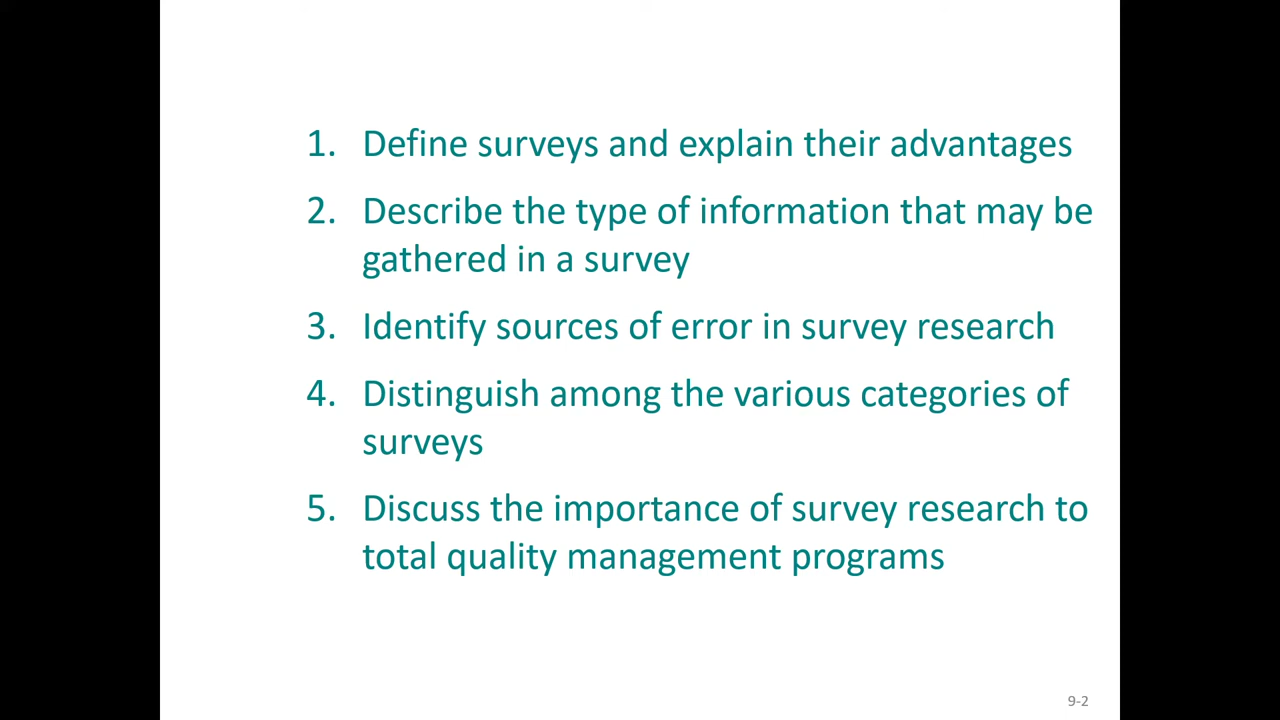 1. Define surveys and explain their advantages
2. Describe the type of information that may be
gathered in a survey
3. Identify sources of error in survey research
4. Distinguish among the various categories of
surveys
5. Discuss the importance of survey research to
total quality management programs
9-2